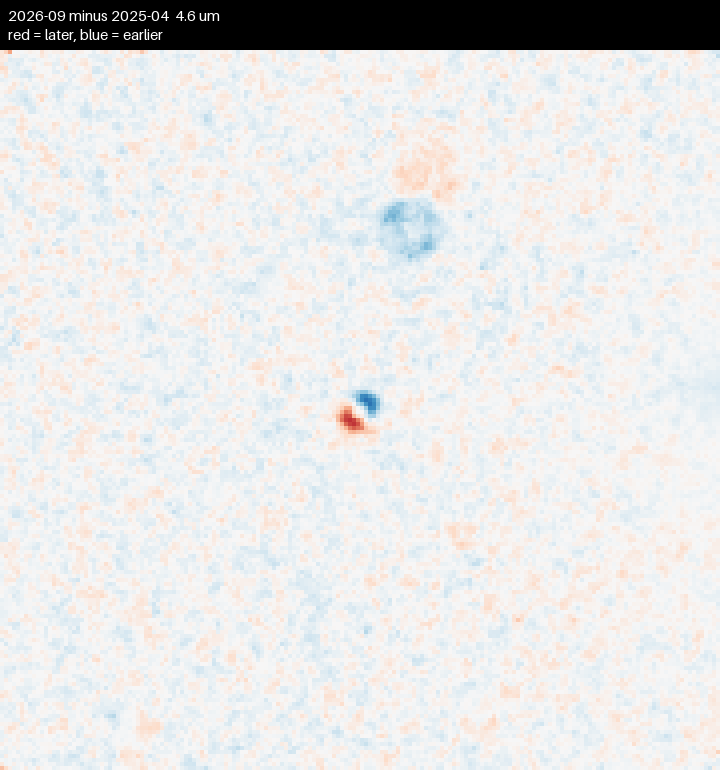 2026-09 minus 2025-04  4.6 um
red = later, blue = earlier